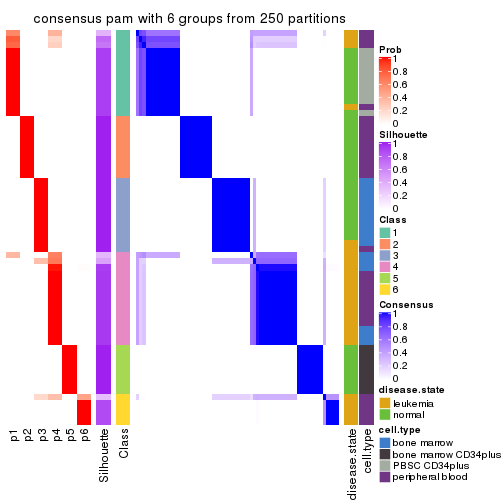 consensus pam with 6 groups from 250 partitions
Prob
1
0.8
0.6
0.4
0.2
0
Silhouette
1
0.8
0.6
0.4
0.2
0
Class
1
2
3
4
5
6
Consensus
1
0.8
0.6
0.4
0.2
0
disease.state
leukemia
normal
cell.type
bone marrow
bone marrow CD34plus
PBSC CD34plus
peripheral blood
p1
p2
p3
p4
p5
p6
Silhouette
Class
disease.state
cell.type